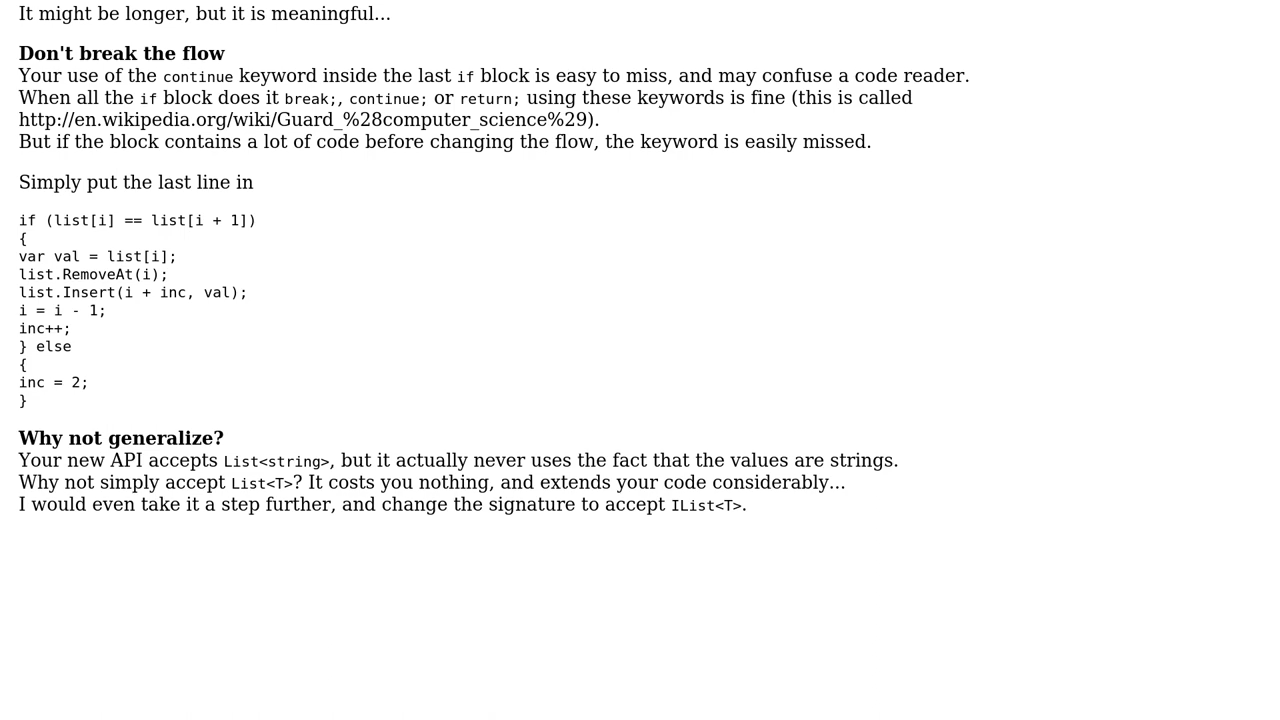 It might be longer, but it is meaningful...
Don't break the flow
Your use of the continue keyword inside the last if block is easy to miss, and may confuse a code reader.
When all the if block does it break;, continue; or return; using these keywords is fine (this is called
http://en.wikipedia.org/wiki/Guard_%28computer_science%29).
But if the block contains a lot of code before changing the flow, the keyword is easily missed.
Simply put the last line in
if (list[i] == list[i + 1])
{
var val = list[i];
list.RemoveAt(i);
list.Insert(i + inc, val);
i = i - 1;
inc++;
} else
{
inc = 2;
}
Why not generalize?
Your new API accepts List<string>, but it actually never uses the fact that the values are strings.
Why not simply accept List<T>? It costs you nothing, and extends your code considerably...
I would even take it a step further, and change the signature to accept IList<T>.